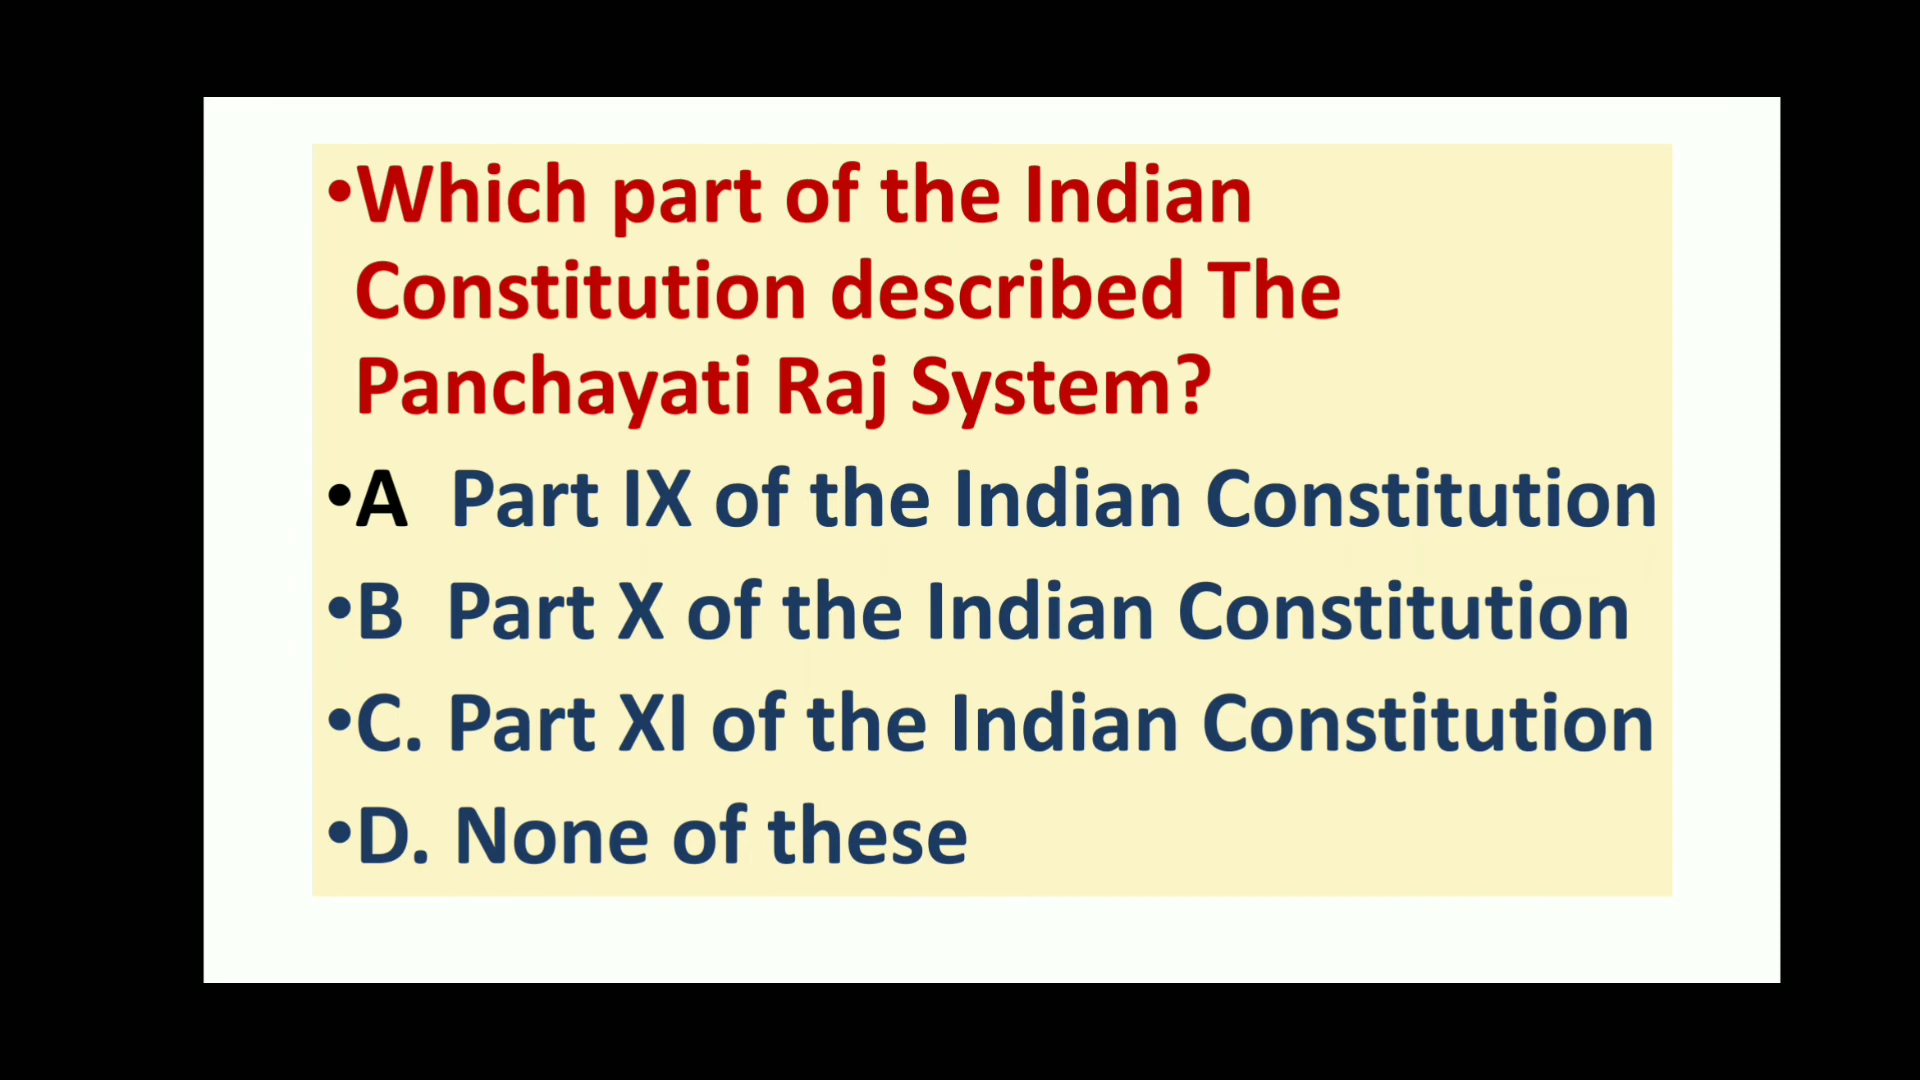 •Which part of the Indian
Constitution described The
Panchayati Raj System?
•A Part IX of the Indian Constitution
•B Part X of the Indian Constitution
•C. Part XI of the Indian Constitution
•D. None of these